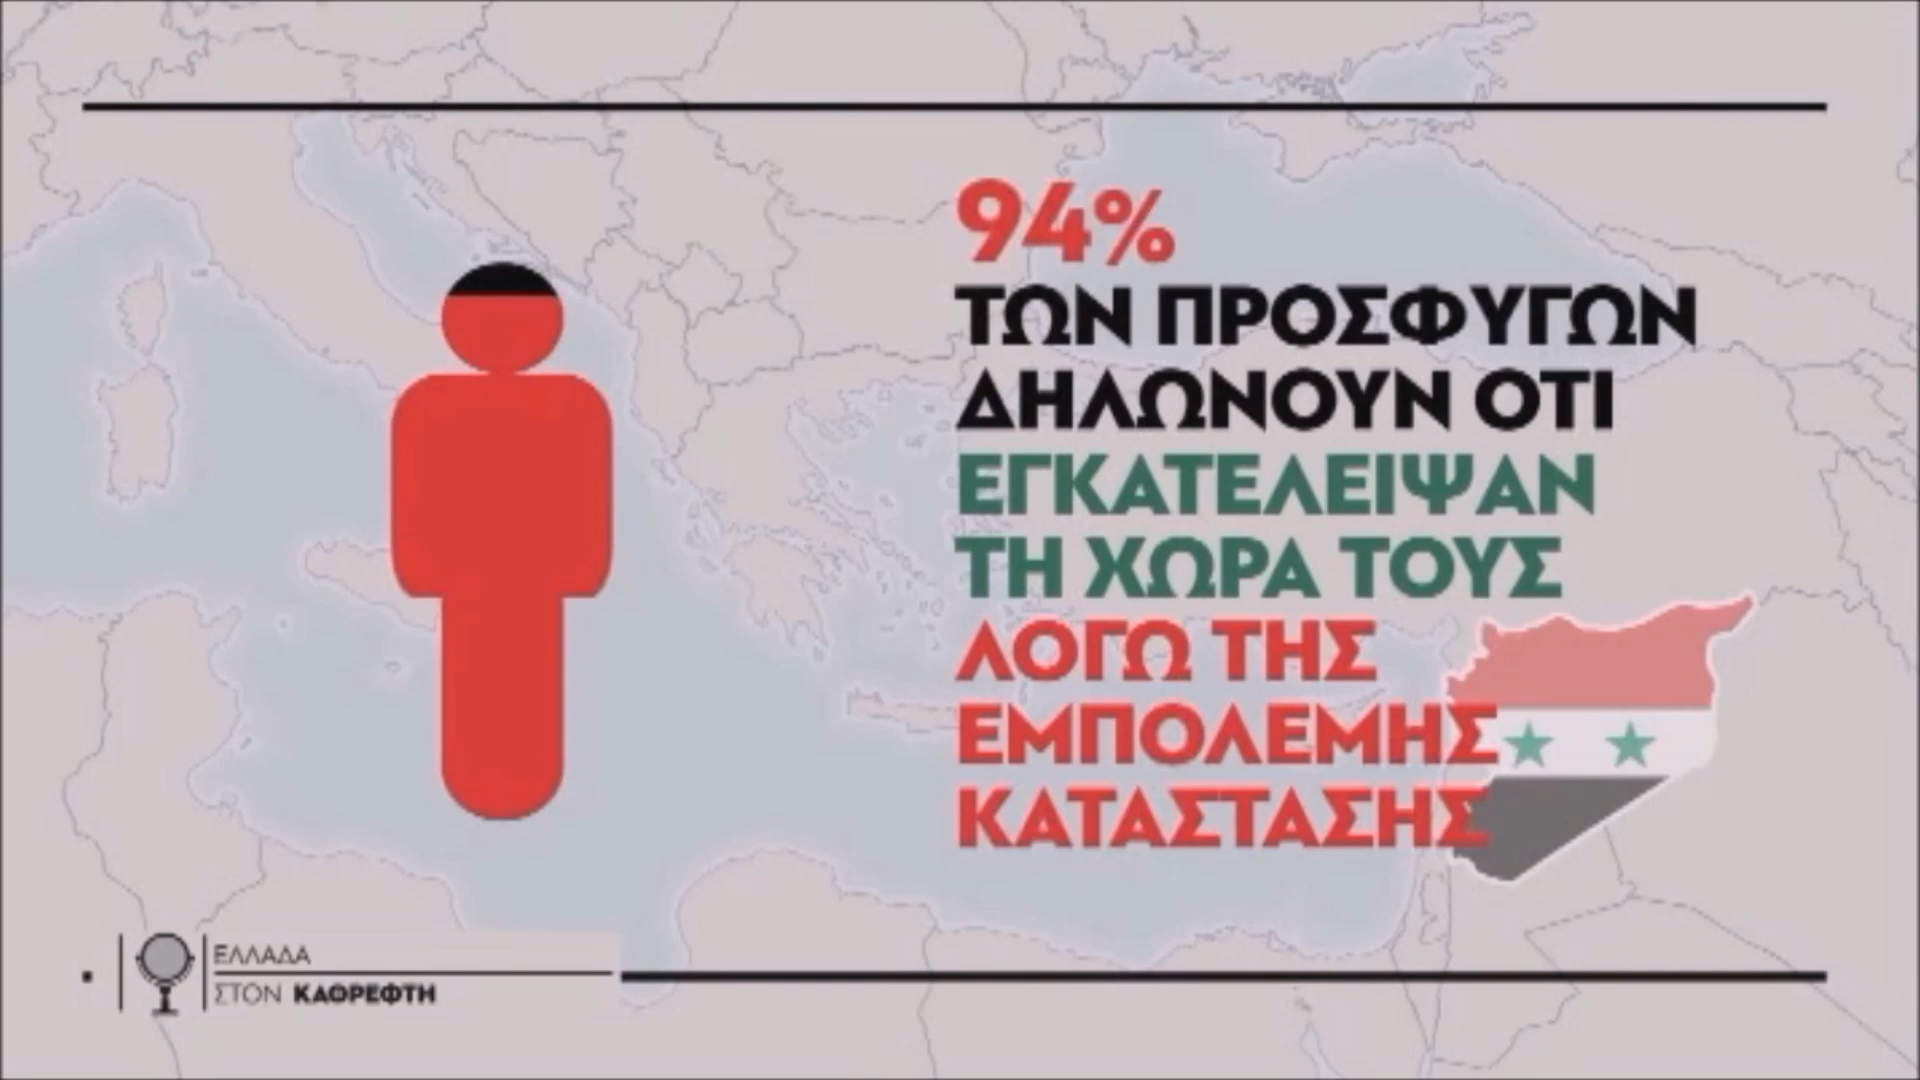 94%
ΤΩΝ ΠΡΟΣΦΥΓΩΝ
ΔΗΛΩΝΟΥΝ ΟΤΙ
ΕΓΚΑΤΕΛΕΙΨΑΝ
ΤΗ ΧΩΡΑ ΤΟΥΣ
ΛΟΓΩ ΤΗΣ
ΕΜΠΟΛΕΜΗΣ
ΚΑΤΑΣΤΑΣΗΣ
ΕΛΛΑΔΑ
ΣΤΟΝ ΚΑΘΡΕΦΤΗ